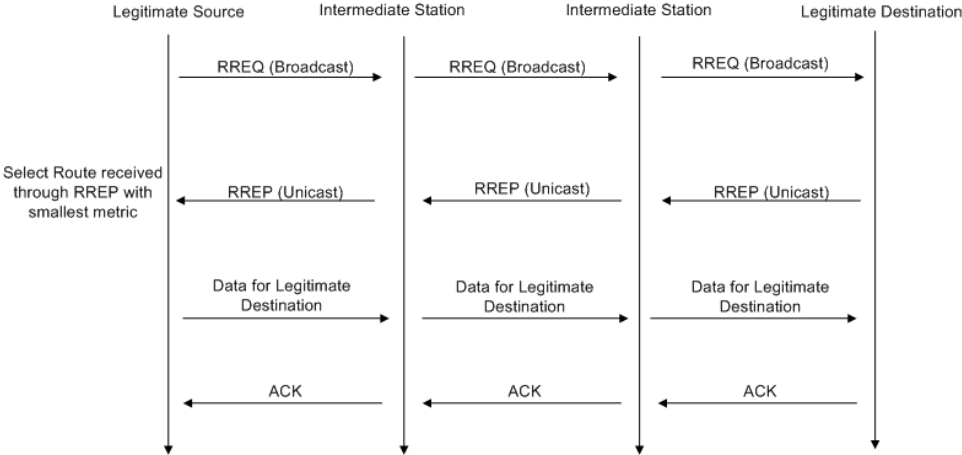 Legitimate Source
Intermediate Station
Intermediate Station
Legitimate Destination
RREQ (Broadcast)
RREQ (Broadcast)
RREQ (Broadcast)
Select Route received
through RREP with
smallest metric
RREP (Unicast)
RREP (Unicast)
RREP (Unicast)
Data for Legitimate
Destination
Data for Legitimate
Destination
Data for Legitimate
Destination
ACK
ACK
ACK